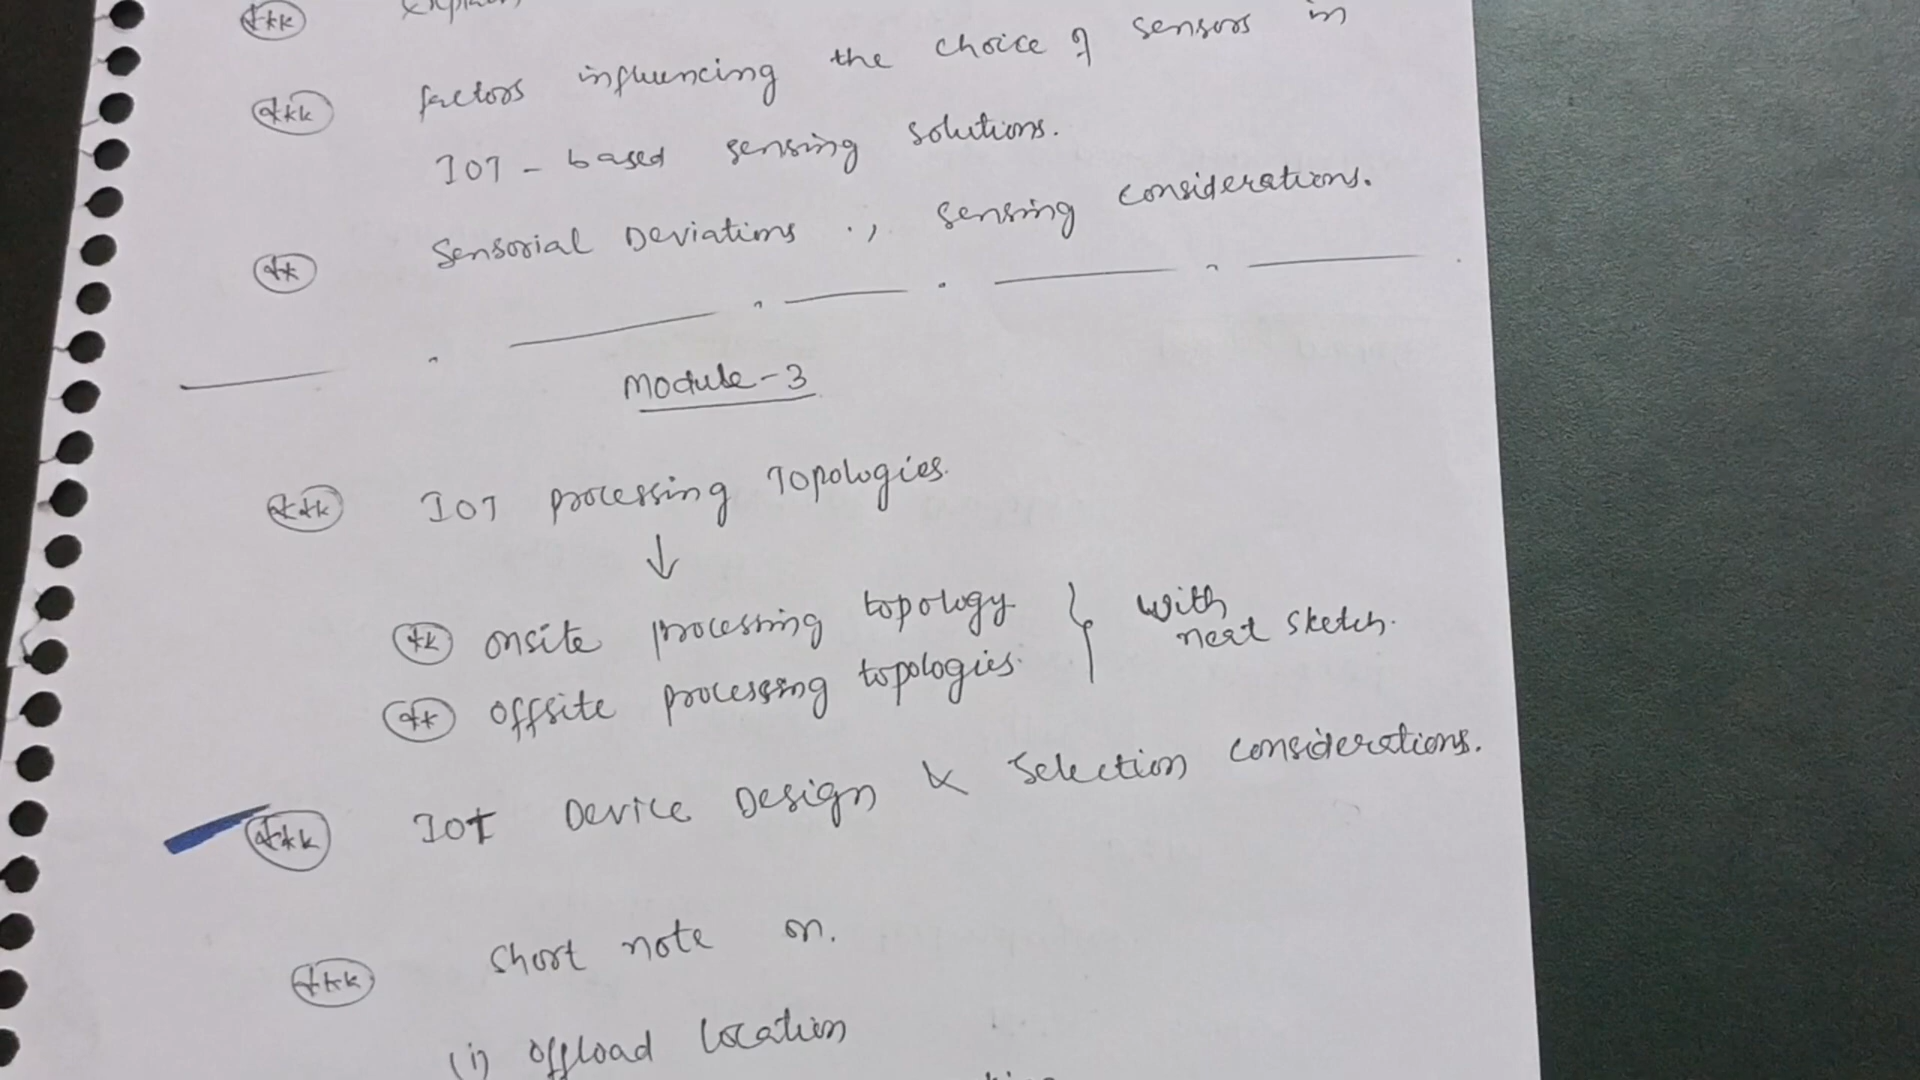 ***
*** factors influencing the choice of sensors in
IOT - based sensing solutions.
** Sensorial Deviations ., sensing considerations.
Module-3
*** IOT processing Topologies.
↓
** onsite processing topology } with
neat sketch.
** offsite processing topologies.
*** IOT Device Design & Selection considerations.
*** Short note on.
(i) offload location